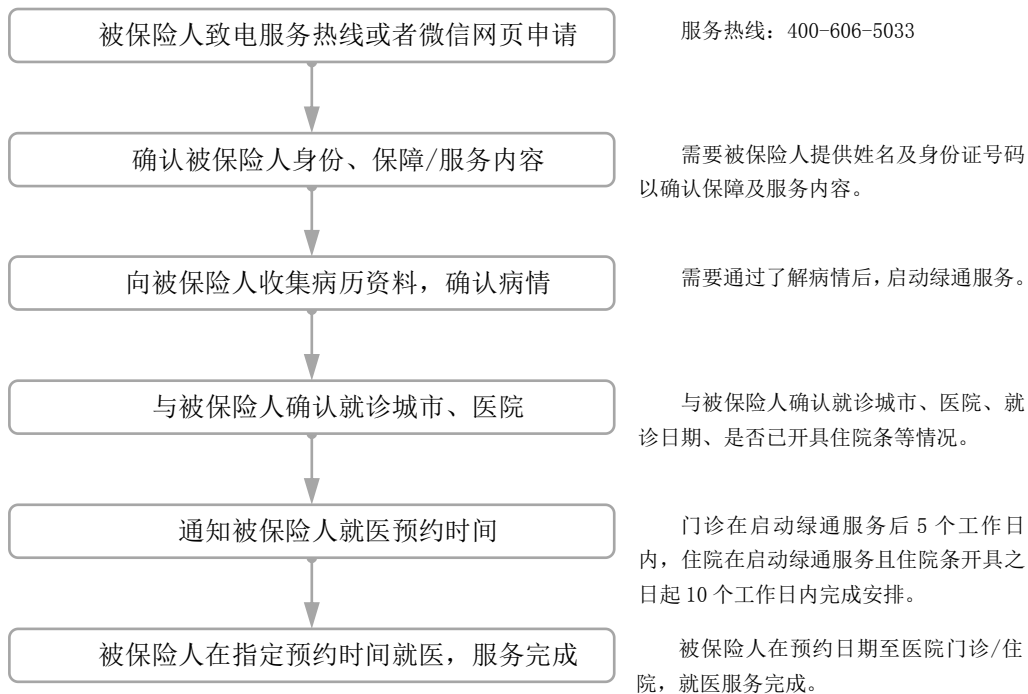 被保险人致电服务热线或者微信网页申请
服务热线：400-606-5033
确认被保险人身份、保障/服务内容
需要被保险人提供姓名及身份证号码
以确认保障及服务内容。
向被保险人收集病历资料，确认病情
需要通过了解病情后，启动绿通服务。
与被保险人确认就诊城市、医院
与被保险人确认就诊城市、医院、就
诊日期、是否已开具住院条等情况。
通知被保险人就医预约时间
门诊在启动绿通服务后 5 个工作日
内，住院在启动绿通服务且住院条开具之
日起 10 个工作日内完成安排。
被保险人在指定预约时间就医，服务完成
被保险人在预约日期至医院门诊/住
院，就医服务完成。